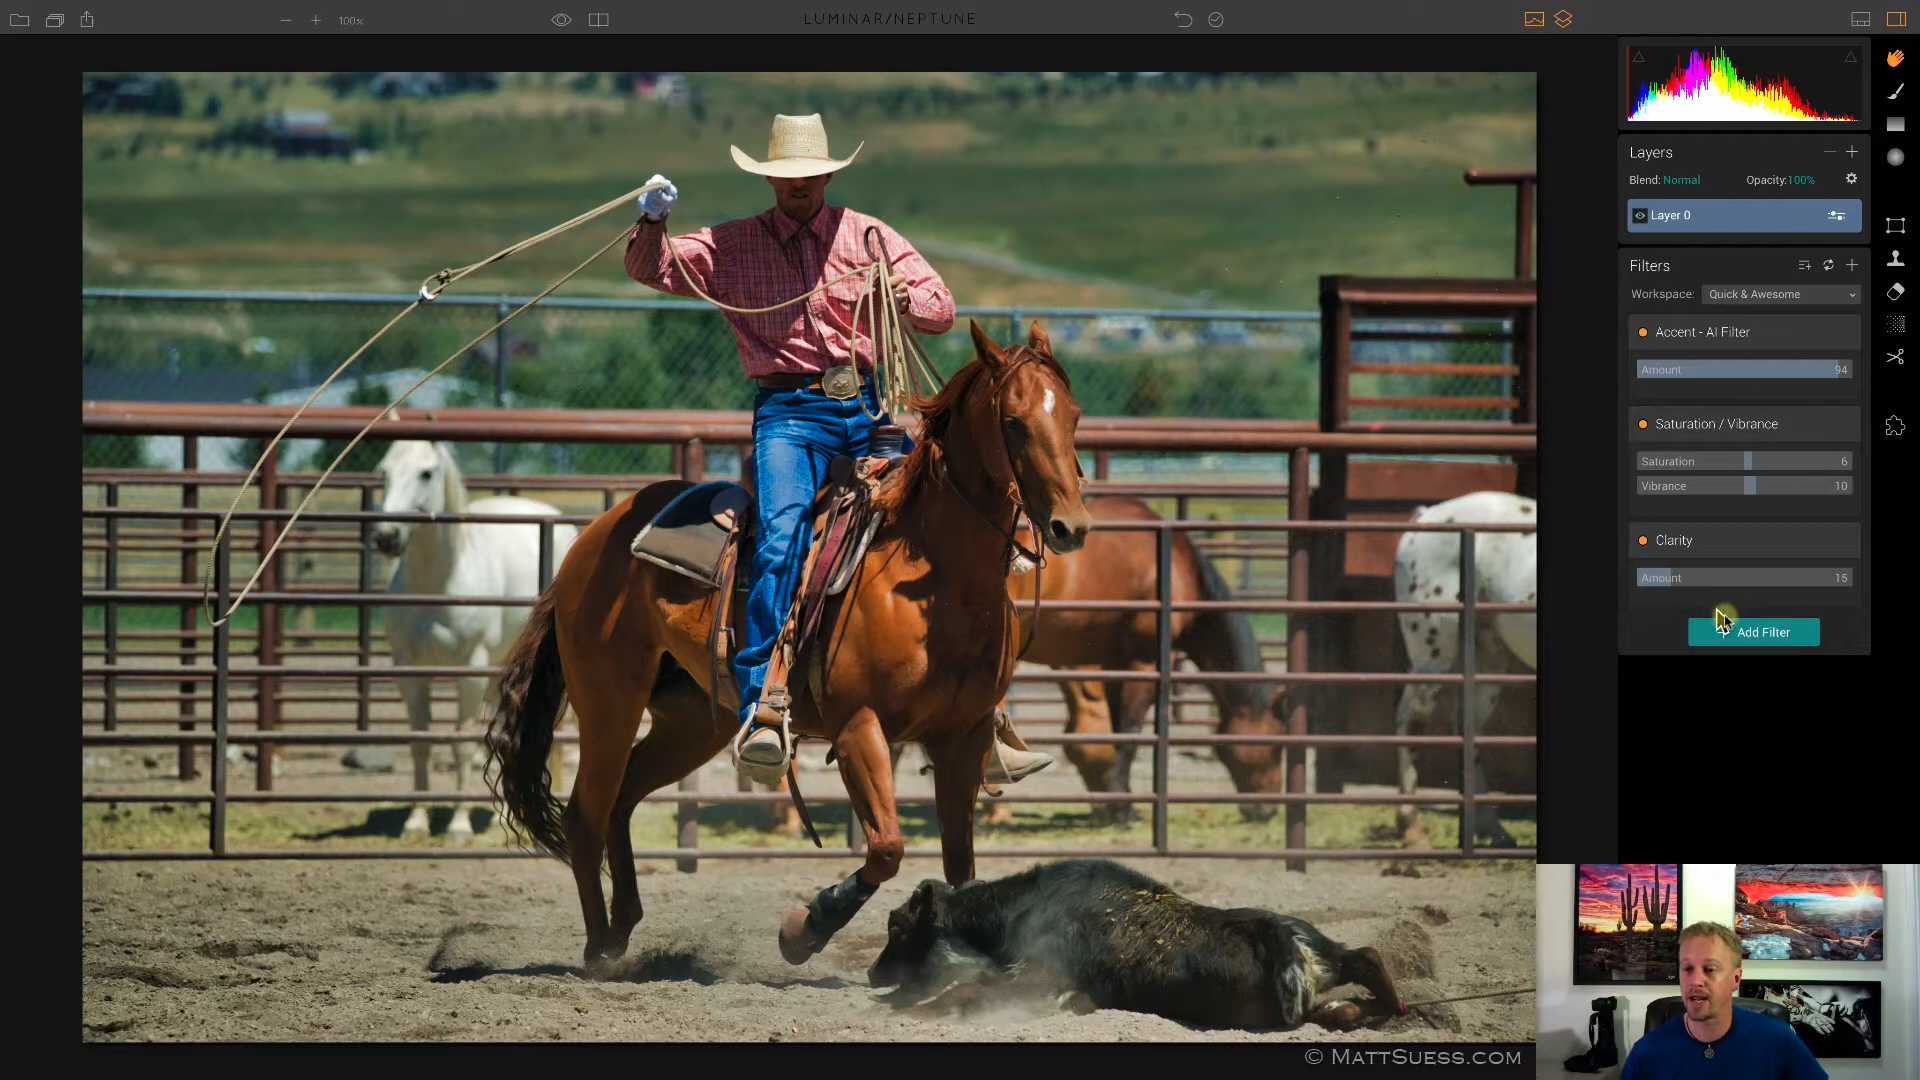 100%
LUMINAR/NEPTUNE
Layers
Blend: Normal Opacity:100%
Layer 0
Filters
Workspace: Quick & Awesome
Accent - AI Filter
Amount 94
Saturation / Vibrance
Saturation 6
Vibrance 10
Clarity
Amount 15
Add Filter
© MATTSUESS.COM